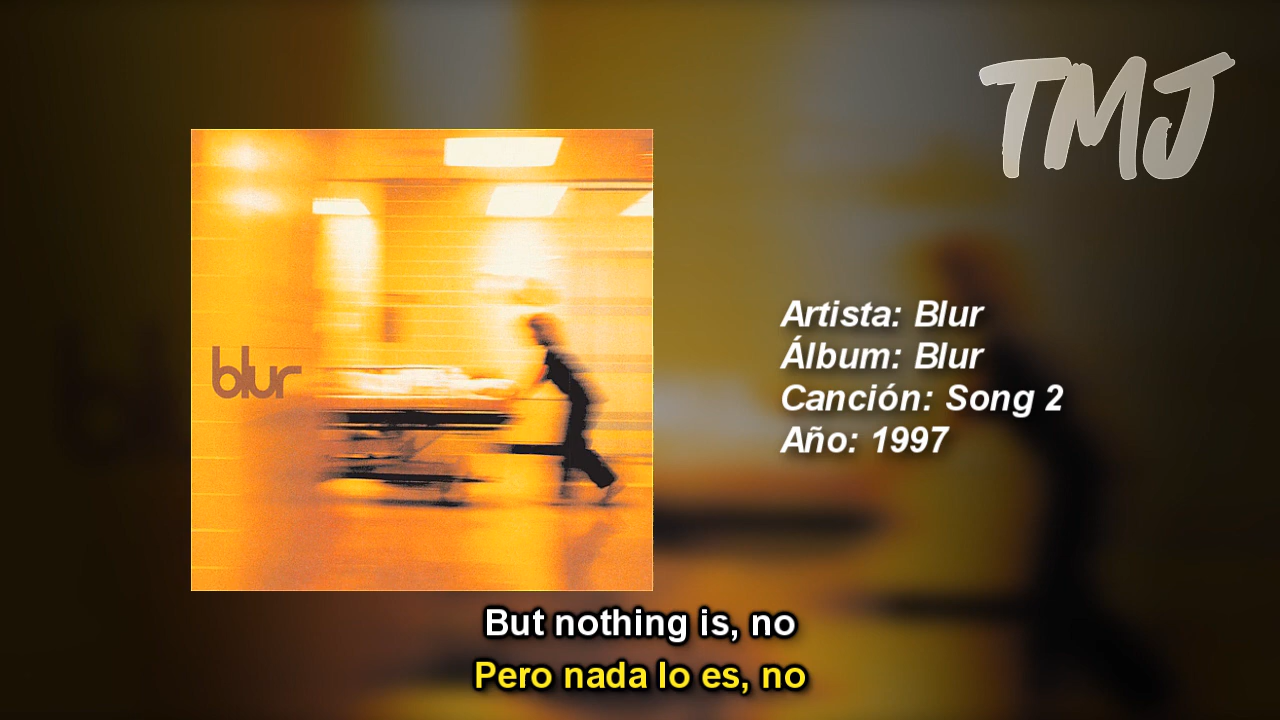 TMJ
blur
Artista: Blur
Álbum: Blur
Canción: Song 2
Año: 1997
But nothing is, no
Pero nada lo es, no